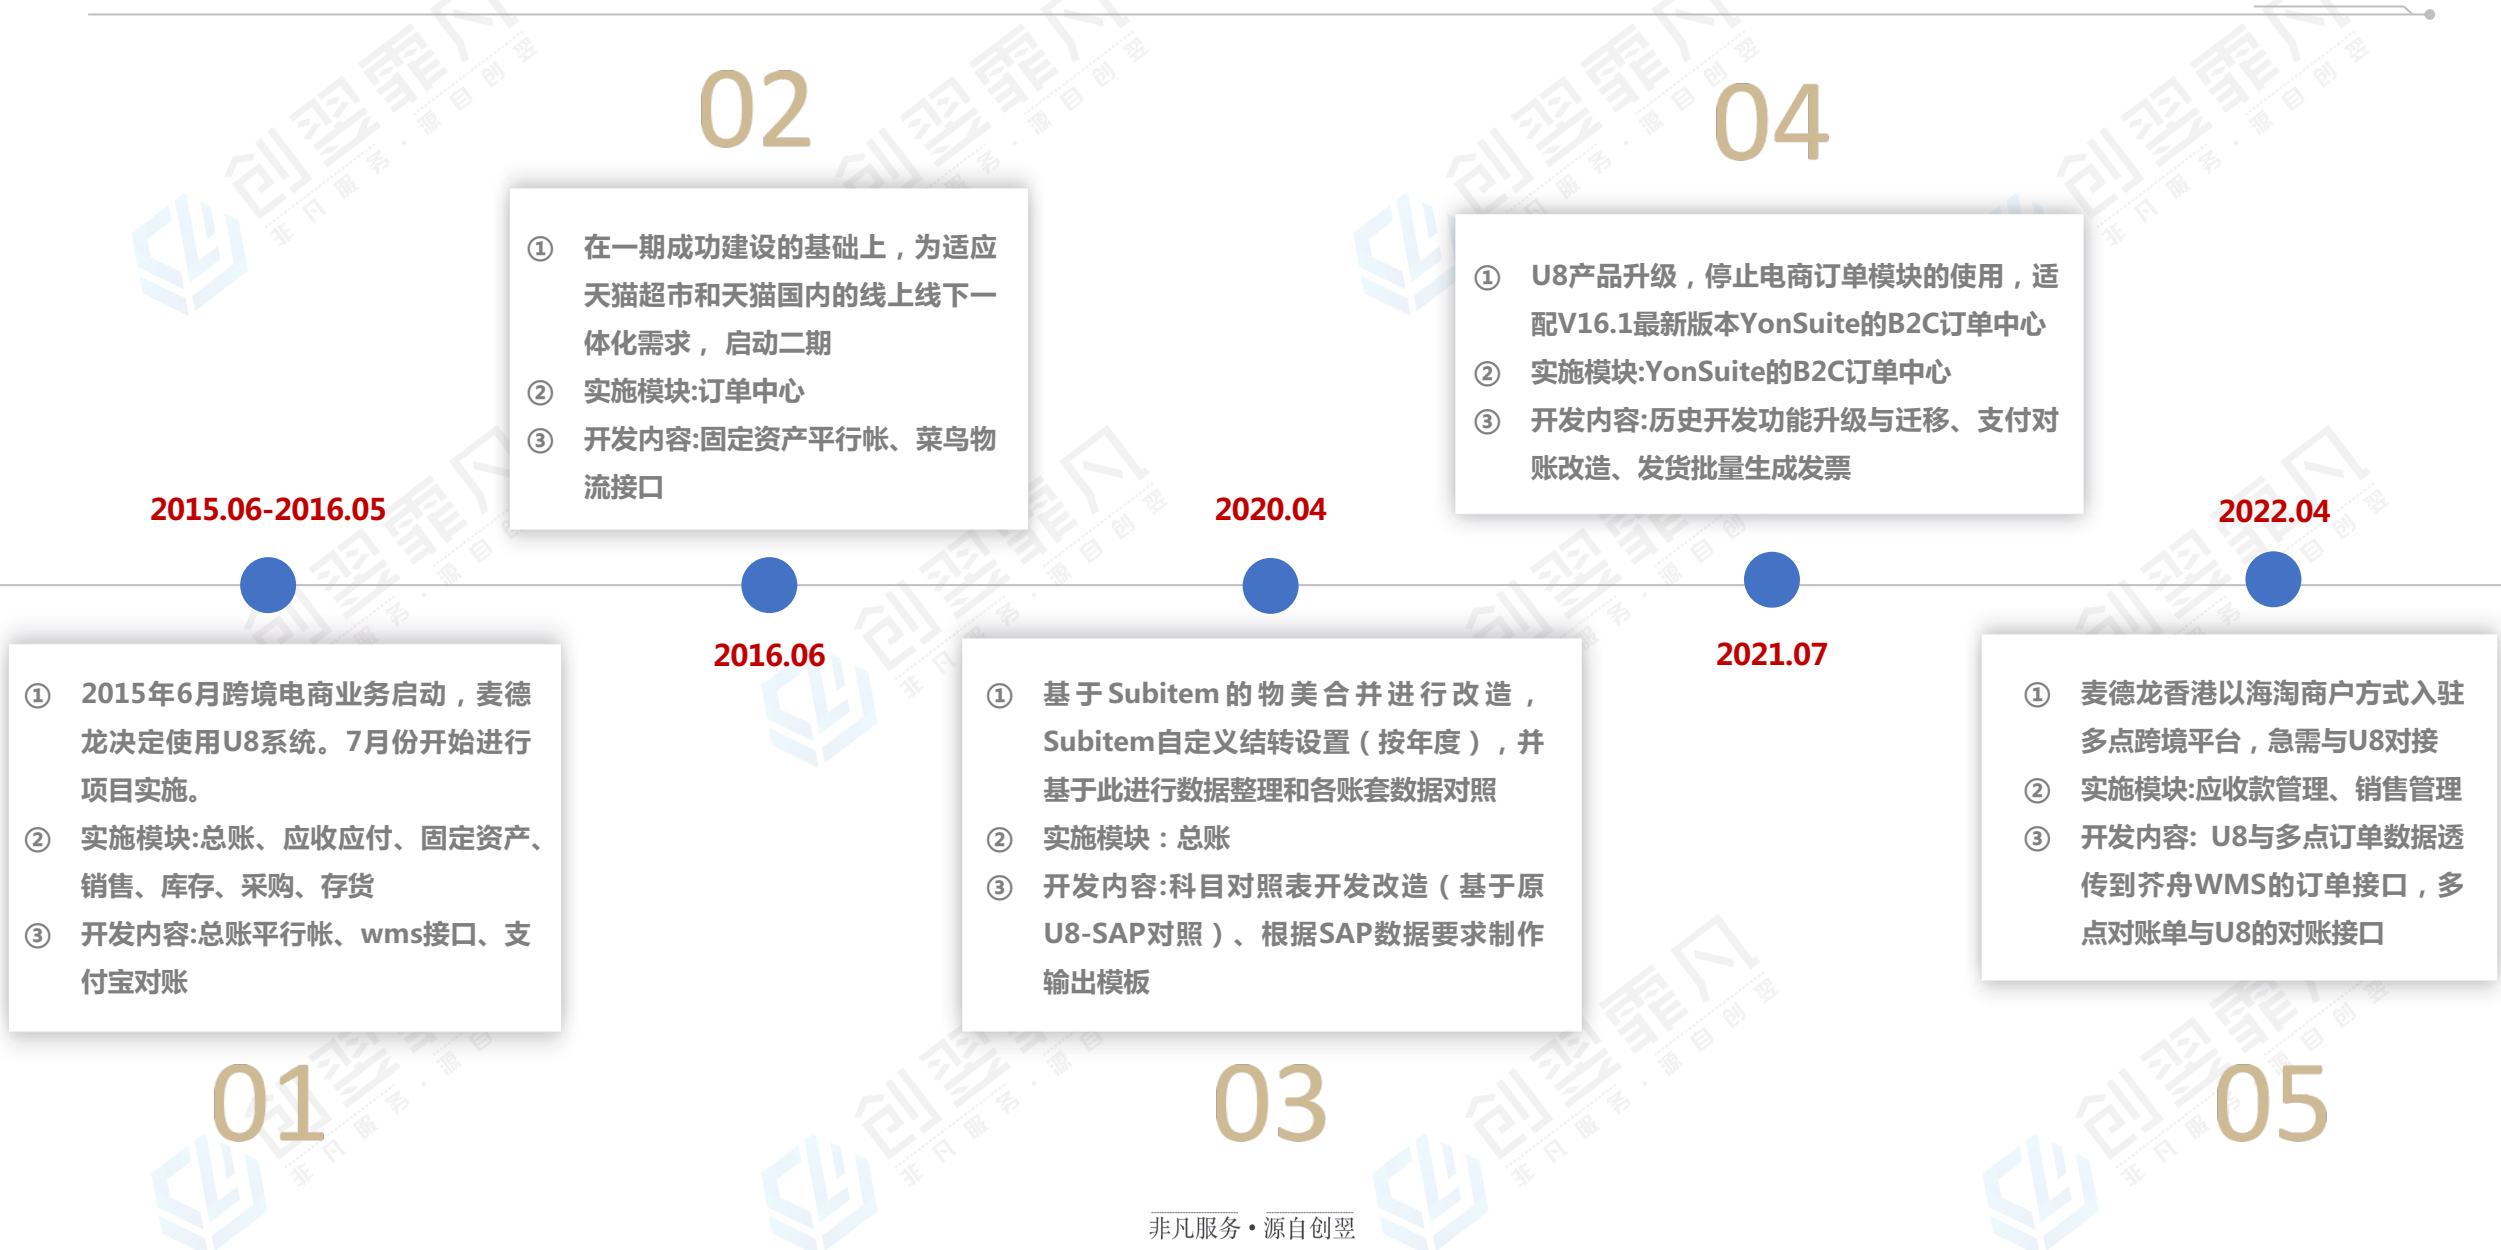 02
① 在一期成功建设的基础上，为适应
天猫超市和天猫国内的线上线下一
体化需求， 启动二期
② 实施模块:订单中心
③ 开发内容:固定资产平行帐、菜鸟物
流接口
04
① U8产品升级，停止电商订单模块的使用，适
配V16.1最新版本YonSuite的B2C订单中心
② 实施模块:YonSuite的B2C订单中心
③ 开发内容:历史开发功能升级与迁移、支付对
账改造、发货批量生成发票
2015.06-2016.05
2016.06
2020.04
2021.07
2022.04
① 2015年6月跨境电商业务启动，麦德
龙决定使用U8系统。7月份开始进行
项目实施。
② 实施模块:总账、应收应付、固定资产、
销售、库存、采购、存货
③ 开发内容:总账平行帐、wms接口、支
付宝对账
01
① 基于Subitem的物美合并进行改造，
Subitem自定义结转设置（按年度），并
基于此进行数据整理和各账套数据对照
② 实施模块：总账
③ 开发内容:科目对照表开发改造（基于原
U8-SAP对照）、根据SAP数据要求制作
输出模板
03
① 麦德龙香港以海淘商户方式入驻
多点跨境平台，急需与U8对接
② 实施模块:应收款管理、销售管理
③ 开发内容: U8与多点订单数据透
传到芥舟WMS的订单接口，多
点对账单与U8的对账接口
05
非凡服务·源自创翌
创翌霏凡
非凡服务·源自创翌